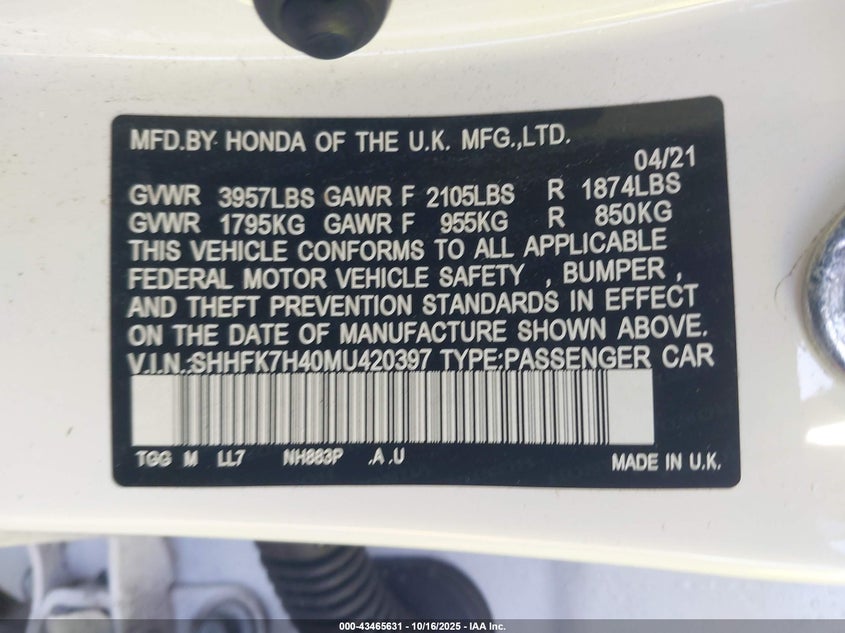 MFD.BY HONDA OF THE U.K. MFG.,LTD.
04/21
GVWR 3957LBS GAWR F 2105LBS R 1874LBS
GVWR 1795KG GAWR F 955KG R 850KG
THIS VEHICLE CONFORMS TO ALL APPLICABLE
FEDERAL MOTOR VEHICLE SAFETY , BUMPER ,
AND THEFT PREVENTION STANDARDS IN EFFECT
ON THE DATE OF MANUFACTURE SHOWN ABOVE.
V.I.N.:SHHFK7H40MU420397 TYPE:PASSENGER CAR
TGG M LL7 NH883P .A .U
MADE IN U.K.
000-43465631 - 10/16/2025 - IAA Inc.